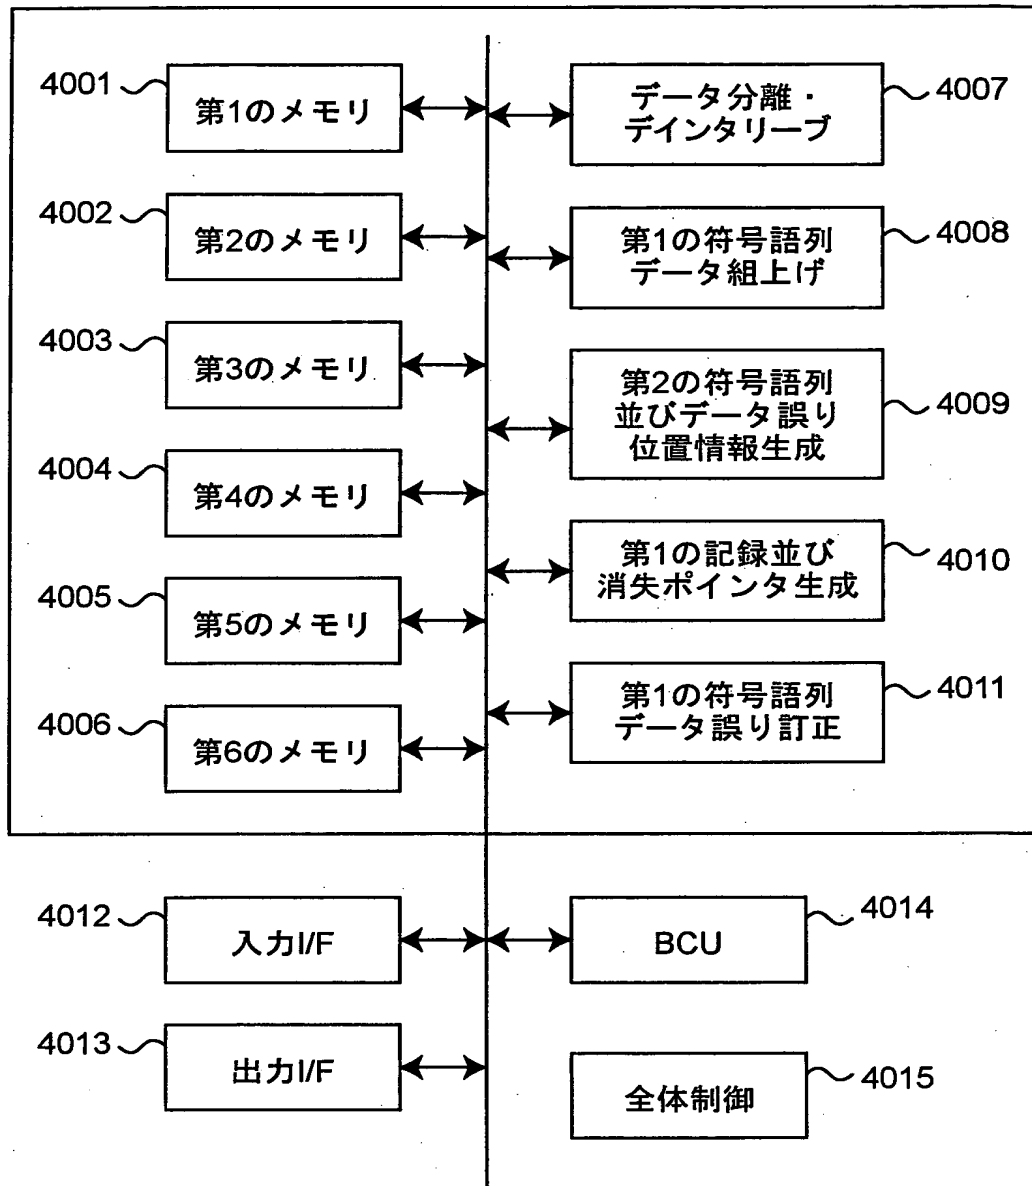 4001
第1のメモリ
4002
第2のメモリ
4003
第3のメモリ
4004
第4のメモリ
4005
第5のメモリ
4006
第6のメモリ
データ分離・
デインタリーブ
4007
第1の符号語列
データ組上げ
4008
第2の符号語列
並びデータ誤り
位置情報生成
4009
第1の記録並び
消失ポインタ生成
4010
第1の符号語列
データ誤り訂正
4011
4012
入力I/F
4013
出力I/F
BCU
4014
全体制御
4015